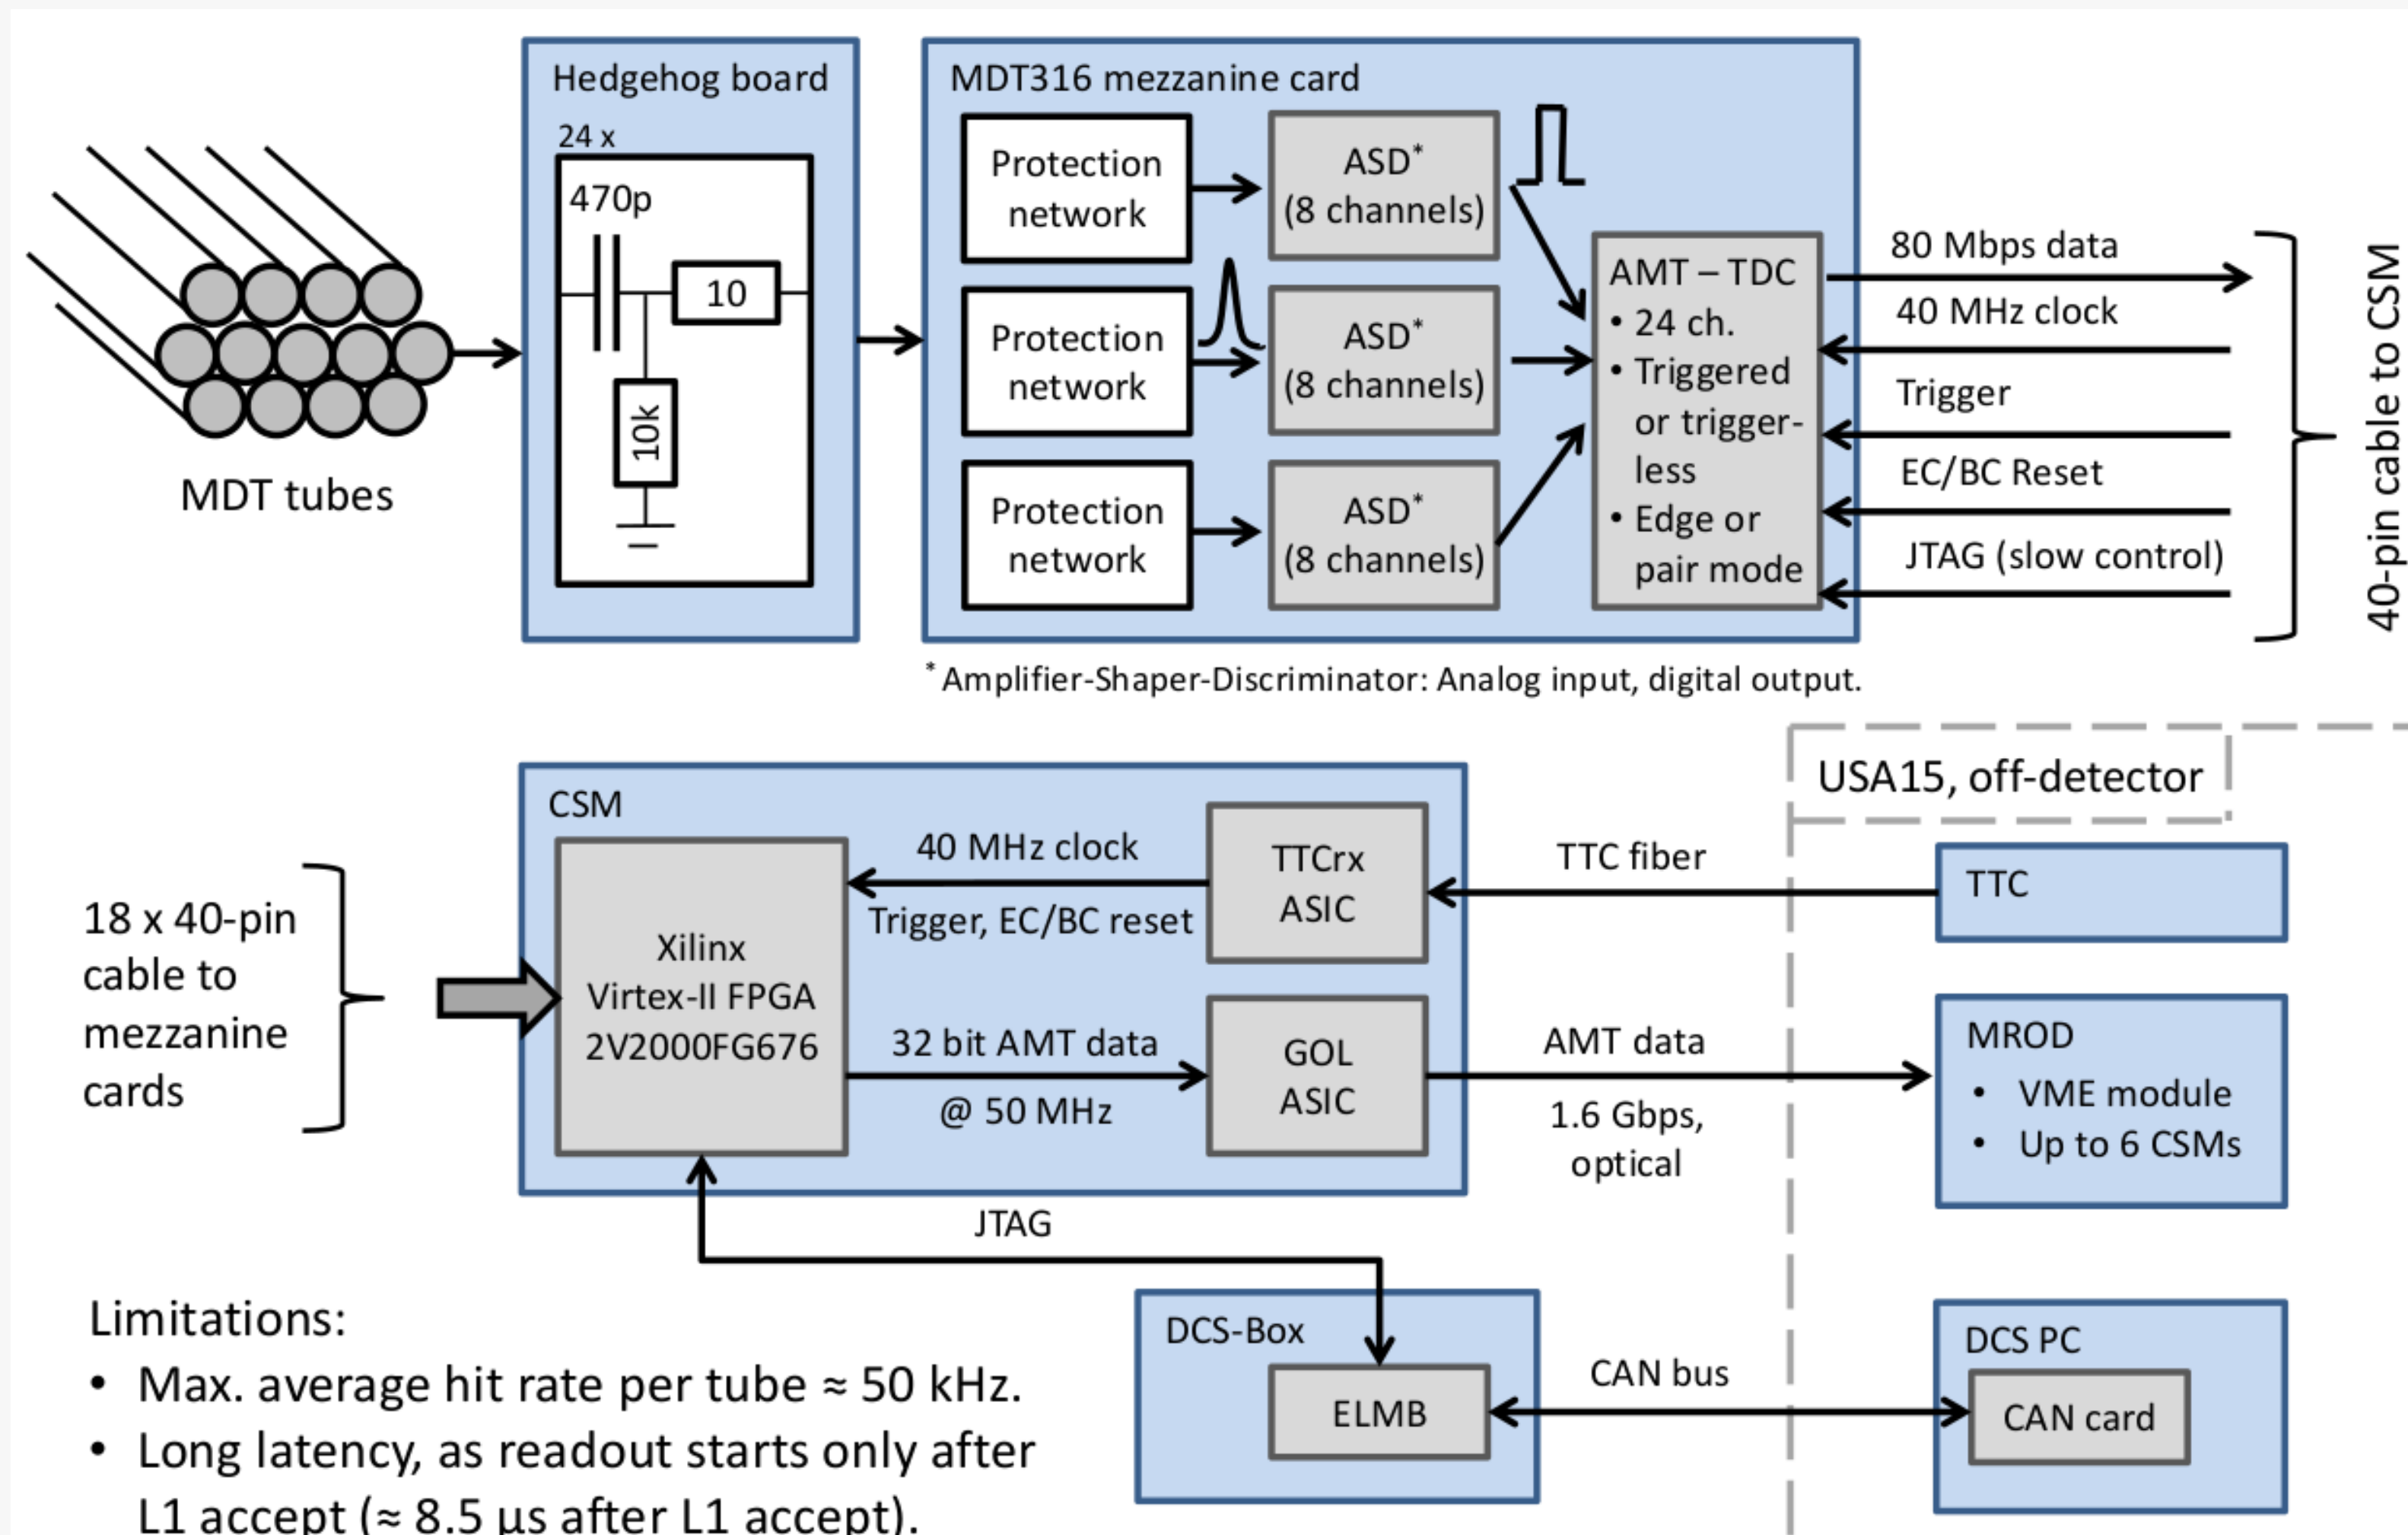 Hedgehog board
24 x
470p
10
10k
MDT tubes
MDT316 mezzanine card
Protection
network
ASD*
(8 channels)
Protection
network
ASD*
(8 channels)
Protection
network
ASD*
(8 channels)
AMT – TDC
• 24 ch.
• Triggered
or trigger-
less
• Edge or
pair mode
80 Mbps data
40 MHz clock
Trigger
EC/BC Reset
JTAG (slow control)
40-pin cable to CSM
* Amplifier-Shaper-Discriminator: Analog input, digital output.
USA15, off-detector
CSM
18 x 40-pin
cable to
mezzanine
cards
Xilinx
Virtex-II FPGA
2V2000FG676
40 MHz clock
Trigger, EC/BC reset
TTCrx
ASIC
TTC fiber
TTC
32 bit AMT data
@ 50 MHz
GOL
ASIC
AMT data
1.6 Gbps,
optical
MROD
• VME module
• Up to 6 CSMs
JTAG
DCS-Box
ELMB
CAN bus
DCS PC
CAN card
Limitations:
• Max. average hit rate per tube ≈ 50 kHz.
• Long latency, as readout starts only after
L1 accept (≈ 8.5 µs after L1 accept).